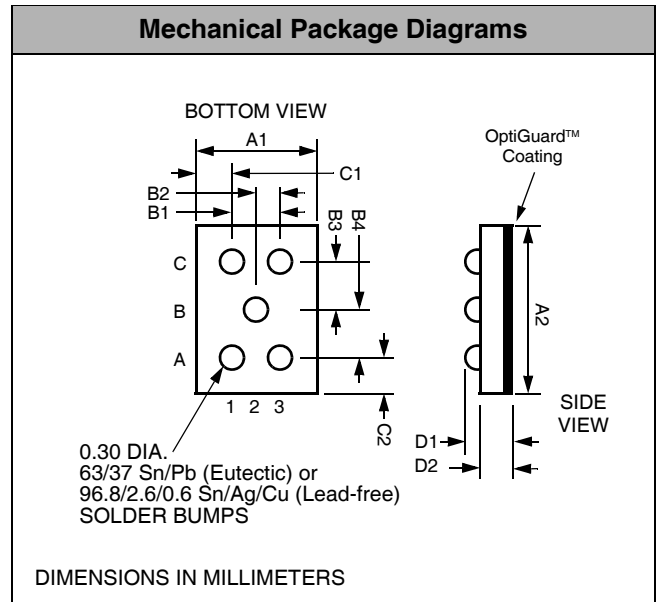 Mechanical Package Diagrams
BOTTOM VIEW
A1
OptiGuard™
Coating
C1
B2
B1
B3
B4
C
B
A
A2
1 2 3
C2
SIDE
VIEW
D1
D2
0.30 DIA.
63/37 Sn/Pb (Eutectic) or
96.8/2.6/0.6 Sn/Ag/Cu (Lead-free)
SOLDER BUMPS
DIMENSIONS IN MILLIMETERS